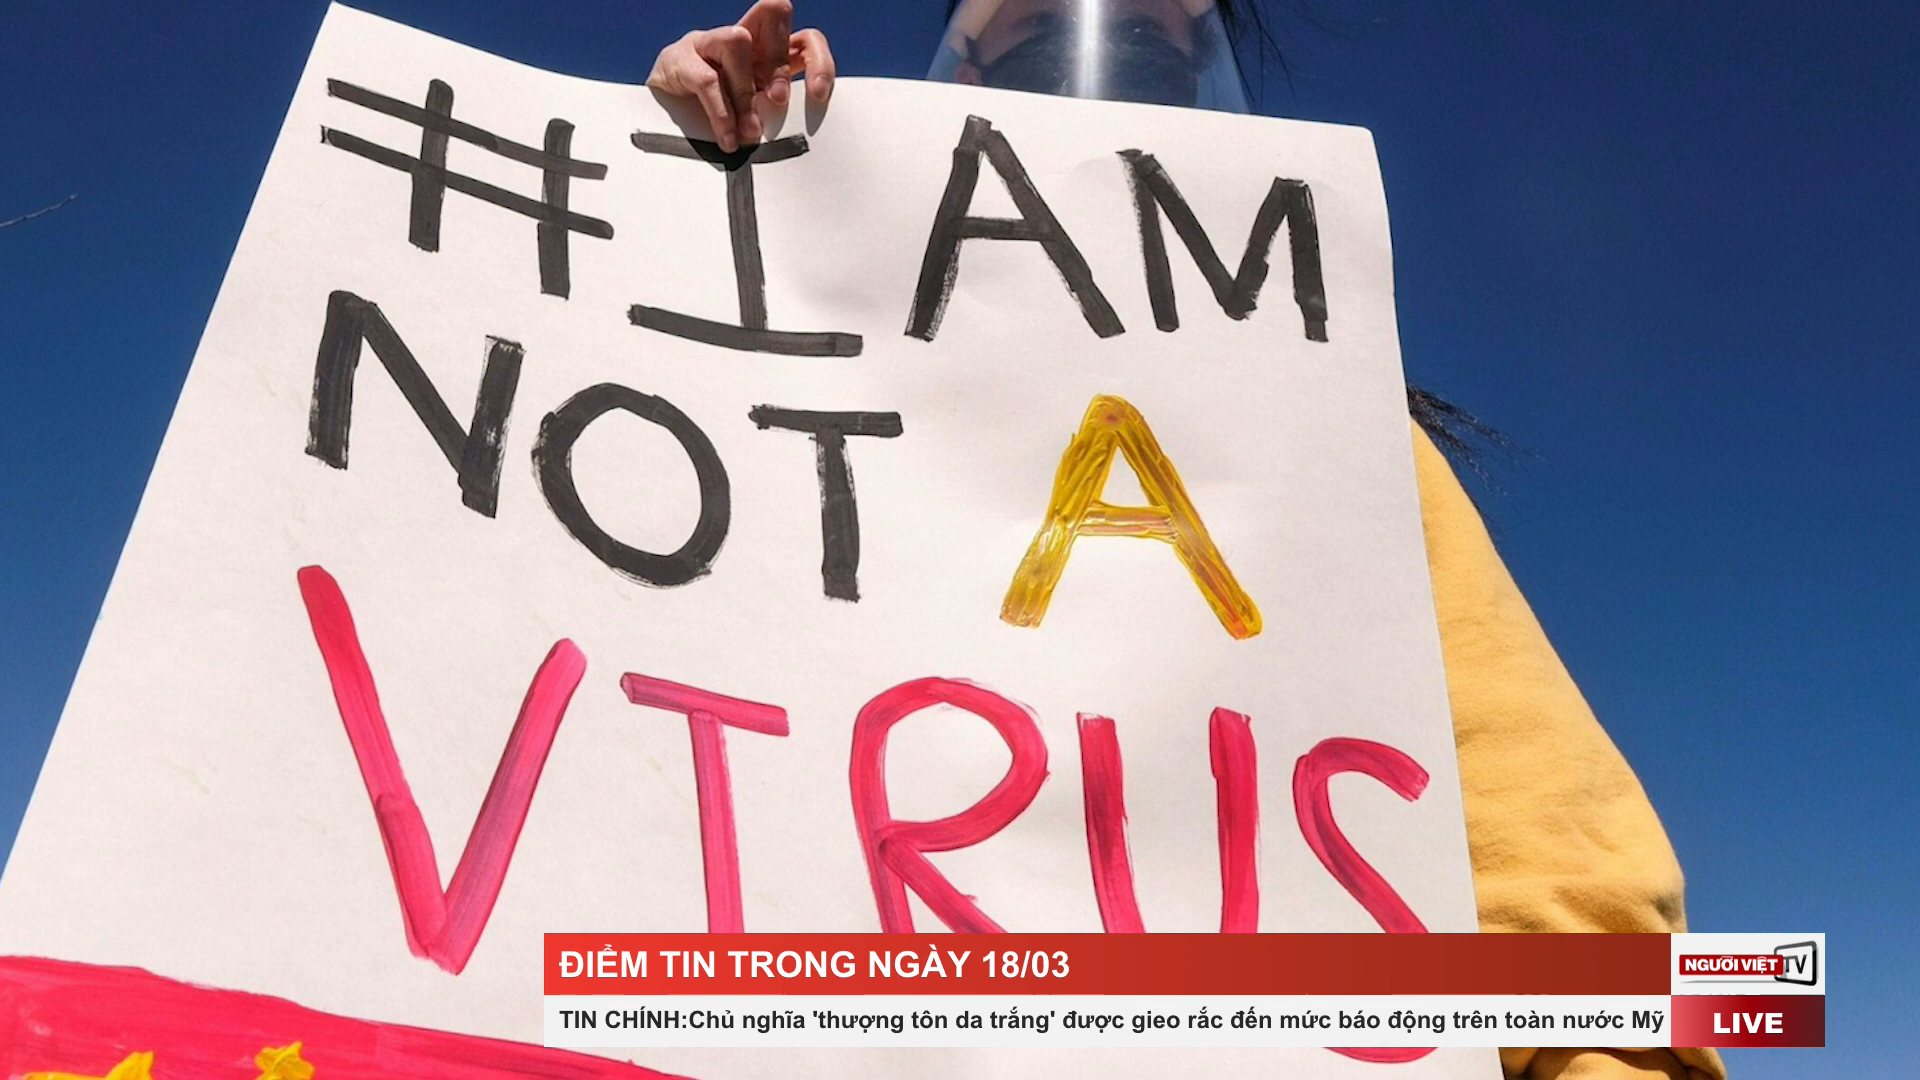 #I AM
NOT A
VIRUS
ĐIỂM TIN TRONG NGÀY 18/03
NGƯỜI VIỆT TV
TIN CHÍNH:Chủ nghĩa 'thượng tôn da trắng' được gieo rắc đến mức báo động trên toàn nước Mỹ
LIVE